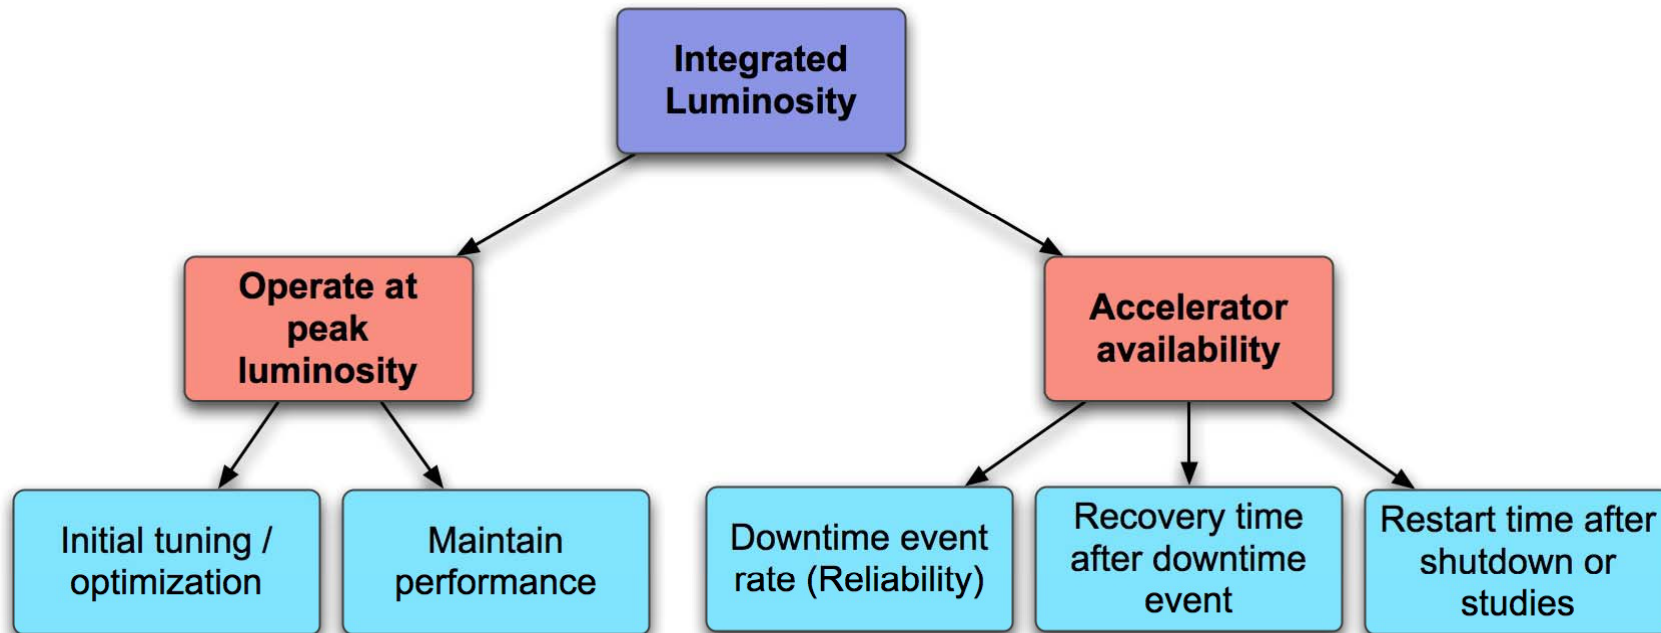 Integrated
Luminosity
Operate at
peak
luminosity
Accelerator
availability
Initial tuning /
optimization
Maintain
performance
Downtime event
rate (Reliability)
Recovery time
after downtime
event
Restart time after
shutdown or
studies